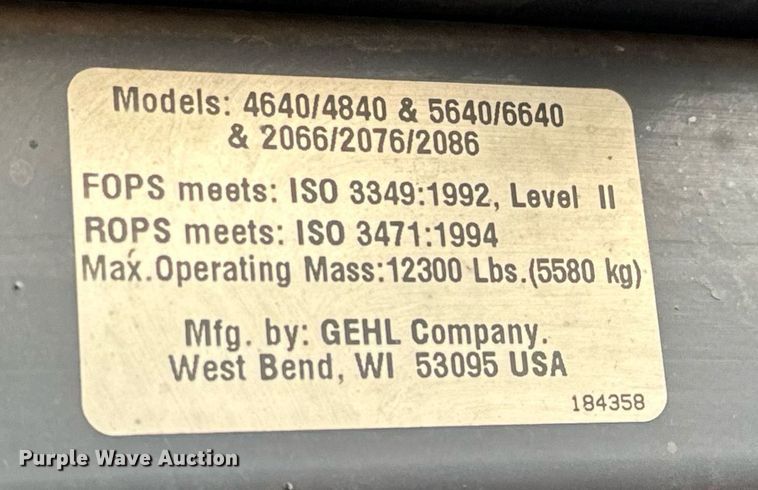 Models: 4640/4840 & 5640/6640
& 2066/2076/2086
FOPS meets: ISO 3349:1992, Level II
ROPS meets: ISO 3471:1994
Max.Operating Mass:12300 Lbs.(5580 kg)
Mfg. by: GEHL Company.
West Bend, WI 53095 USA
184358
Purple Wave Auction